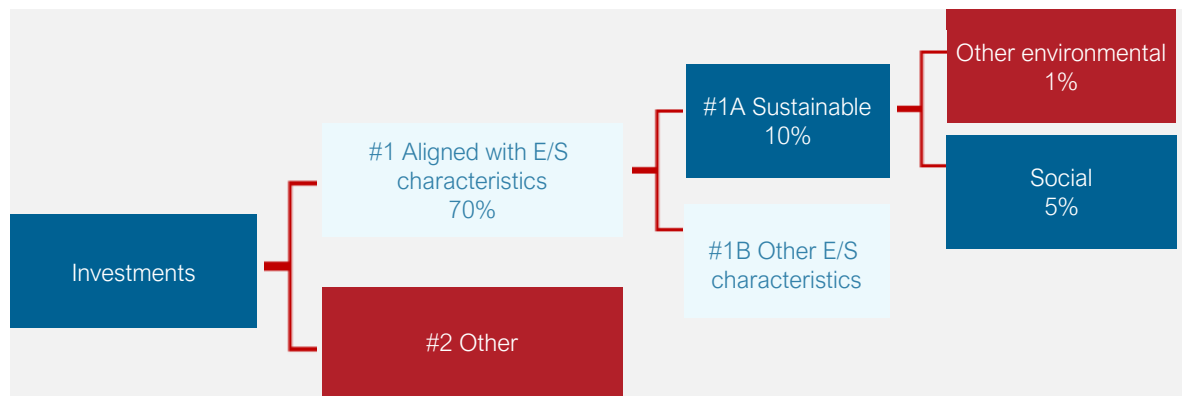 Investments
#1 Aligned with E/S
characteristics
70%
#2 Other
#1A Sustainable
10%
#1B Other E/S
characteristics
Other environmental
1%
Social
5%